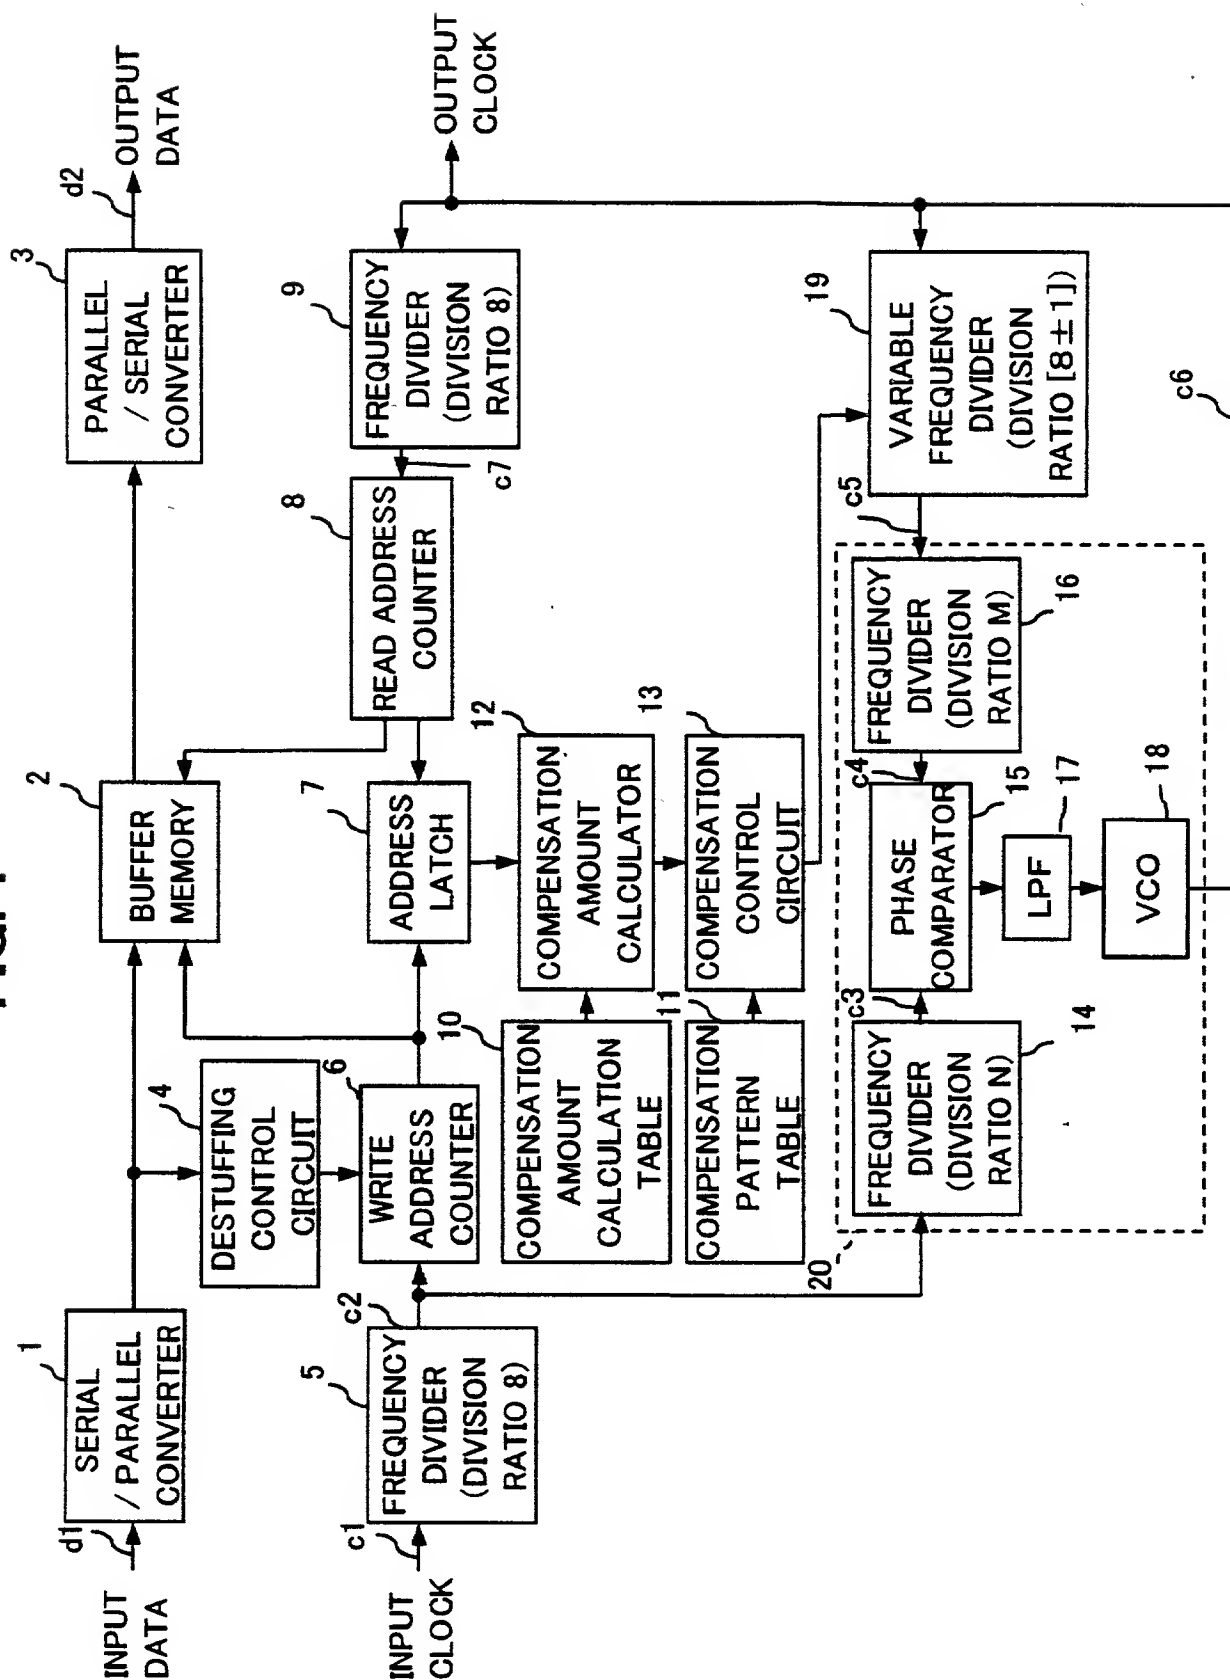 INPUT
DATA
d1
1
SERIAL
/ PARALLEL
CONVERTER
2
BUFFER
MEMORY
3
PARALLEL
/ SERIAL
CONVERTER
d2
OUTPUT
DATA
4
DESTUFFING
CONTROL
CIRCUIT
INPUT
CLOCK
c1
5
FREQUENCY
DIVIDER
(DIVISION
RATIO 8)
c2
6
WRITE
ADDRESS
COUNTER
7
ADDRESS
LATCH
8
READ ADDRESS
COUNTER
c7
9
FREQUENCY
DIVIDER
(DIVISION
RATIO 8)
OUTPUT
CLOCK
10
COMPENSATION
AMOUNT
CALCULATION
TABLE
12
COMPENSATION
AMOUNT
CALCULATOR
11
COMPENSATION
PATTERN
TABLE
13
COMPENSATION
CONTROL
CIRCUIT
20
FREQUENCY
DIVIDER
(DIVISION
RATIO N)
14
c3
PHASE
COMPARATOR
15
c4
FREQUENCY
DIVIDER
(DIVISION
RATIO M)
16
c5
19
VARIABLE
FREQUENCY
DIVIDER
(DIVISION
RATIO [8±1])
LPF
17
VCO
18
c6